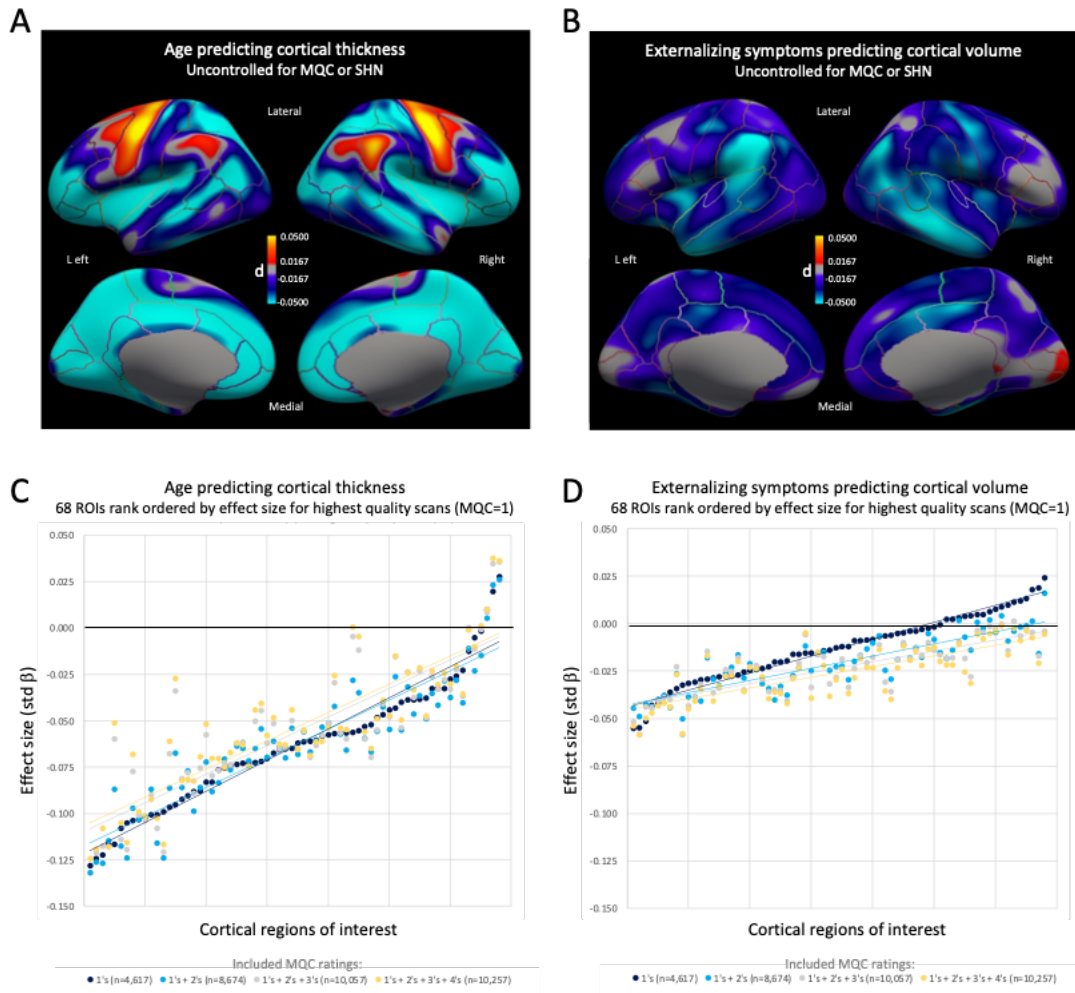 A
Age predicting cortical thickness
Uncontrolled for MQC or SHN
Lateral
0.0500
0.0167
-0.0167
-0.0500
d
Left
Right
Medial
B
Externalizing symptoms predicting cortical volume
Uncontrolled for MQC or SHN
Lateral
0.0500
0.0167
-0.0167
-0.0500
d
Left
Right
Medial
C
Age predicting cortical thickness
68 ROIs rank ordered by effect size for highest quality scans (MQC=1)
Effect size (std β)
0.050
0.025
0.000
-0.025
-0.050
-0.075
-0.100
-0.125
-0.150
Cortical regions of interest
Included MQC ratings:
1's (n=4,617) 1's + 2's (n=8,674) 1's + 2's + 3's (n=10,057) 1's + 2's + 3's + 4's (n=10,257)
D
Externalizing symptoms predicting cortical volume
68 ROIs rank ordered by effect size for highest quality scans (MQC=1)
Effect size (std β)
0.050
0.025
0.000
-0.025
-0.050
-0.075
-0.100
-0.125
-0.150
Cortical regions of interest
Included MQC ratings:
1's (n=4,617) 1's + 2's (n=8,674) 1's + 2's + 3's (n=10,057) 1's + 2's + 3's + 4's (n=10,257)